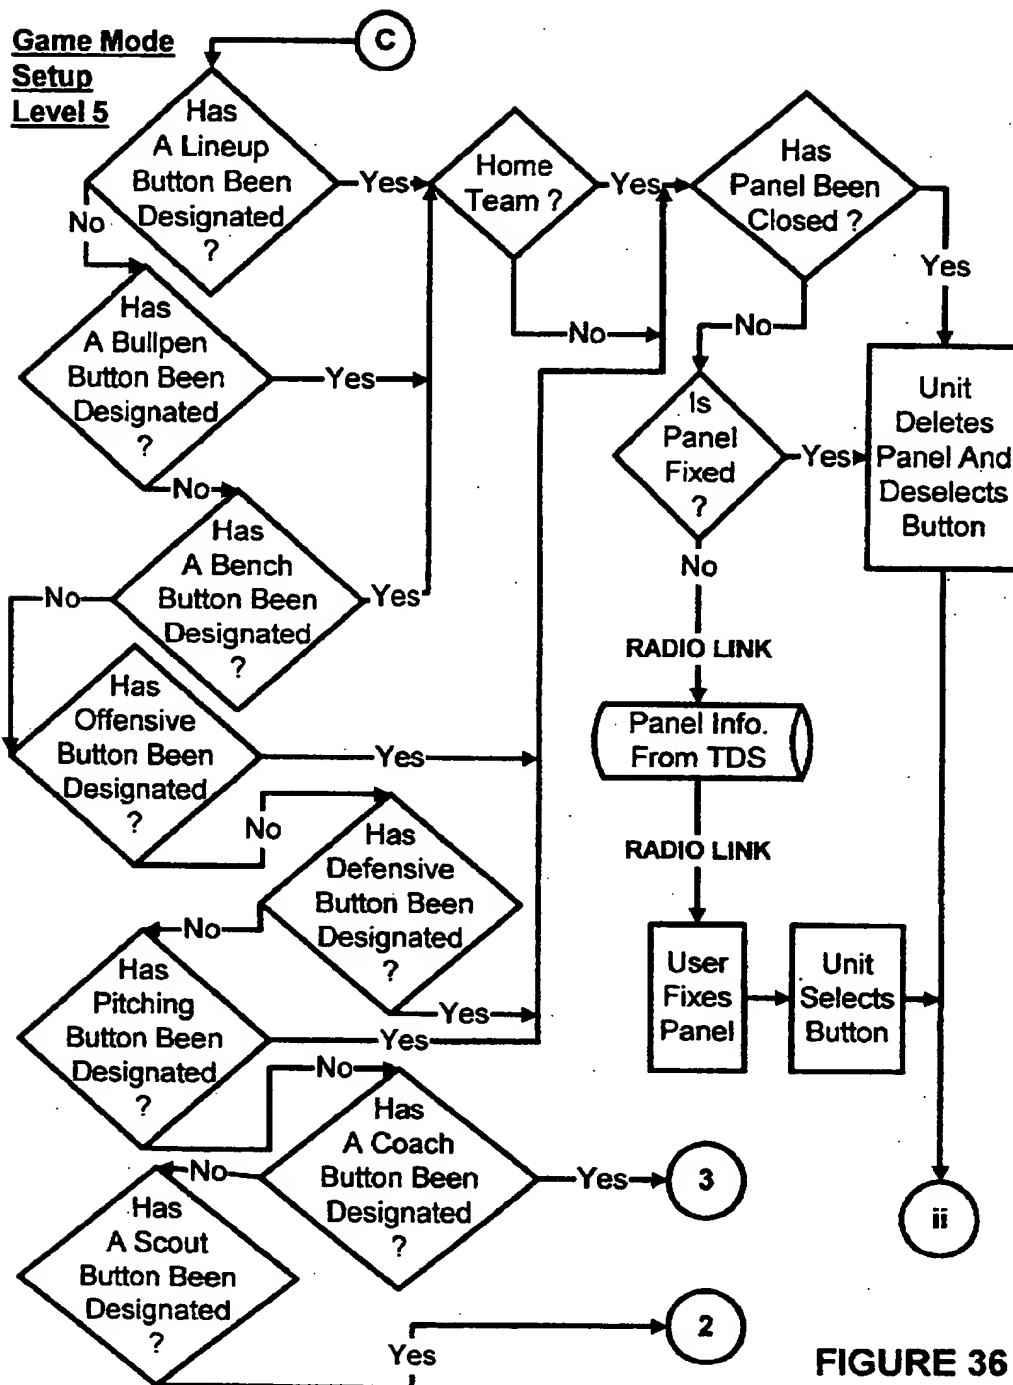 Game Mode
Setup
Level 5
C
Has
A Lineup
Button Been
Designated
?
Yes
No
Home
Team ?
Yes
No
Has
Panel Been
Closed ?
Yes
No
Has
A Bullpen
Button Been
Designated
?
Yes
No
Is
Panel
Fixed
?
Yes
No
Unit
Deletes
Panel And
Deselects
Button
Has
A Bench
Button Been
Designated
?
Yes
No
RADIO LINK
Panel Info.
From TDS
RADIO LINK
Has
Offensive
Button Been
Designated
?
Yes
No
Has
Defensive
Button Been
Designated
?
Yes
No
User
Fixes
Panel
Unit
Selects
Button
Has
Pitching
Button Been
Designated
?
Yes
No
Has
A Coach
Button Been
Designated
?
Yes
No
3
ii
Has
A Scout
Button Been
Designated
?
Yes
2
FIGURE 36